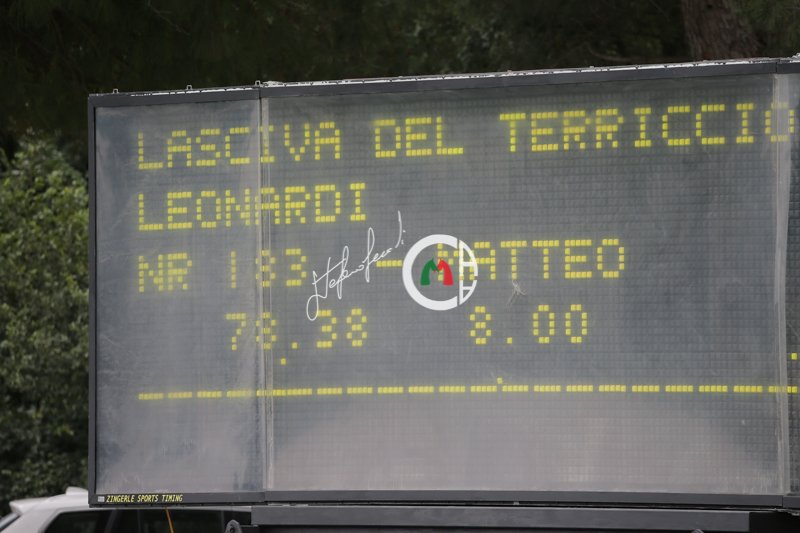 LASCIVA DEL TERRICCIO
LEONARDI
NR 183 - MATTEO
78.38 8.00
ZINGERLE SPORTS TIMING